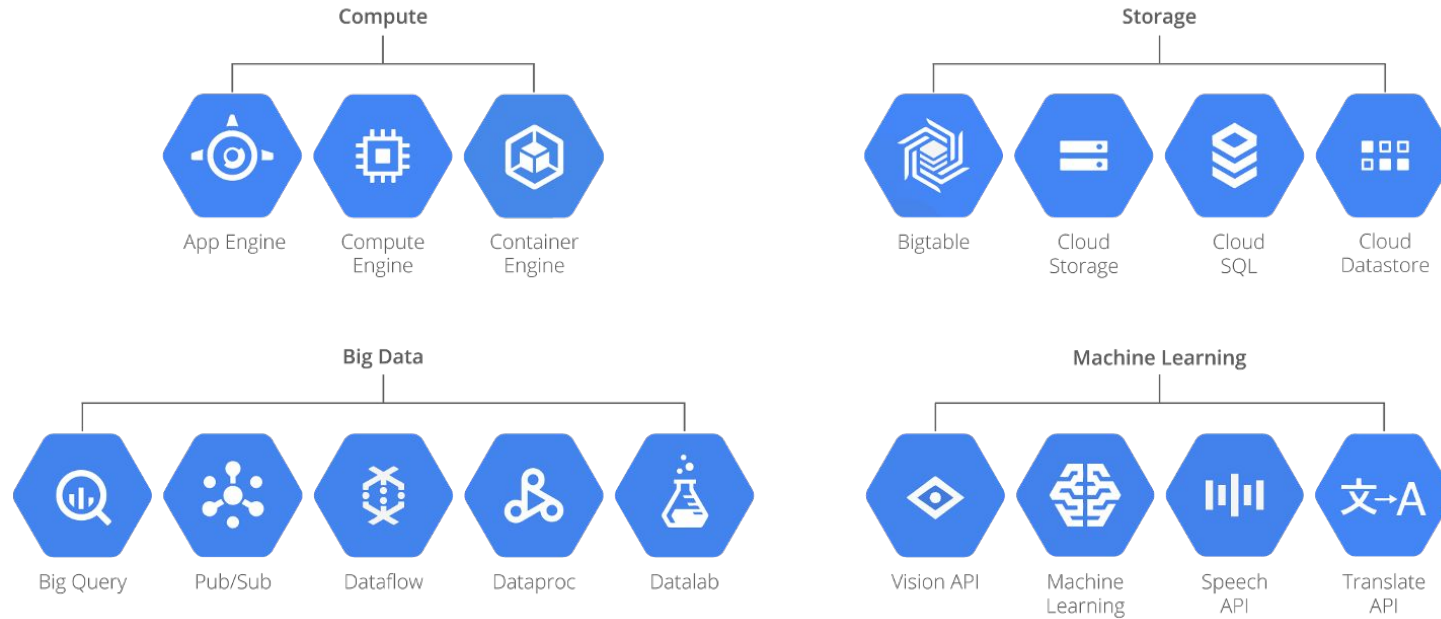 Compute
App Engine
Compute
Engine
Container
Engine
Storage
Bigtable
Cloud
Storage
Cloud
SQL
Cloud
Datastore
Big Data
Big Query
Pub/Sub
Dataflow
Dataproc
Datalab
Machine Learning
Vision API
Machine
Learning
Speech
API
文→A
Translate
API